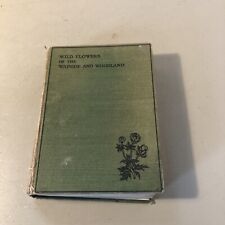 WILD FLOWERS
OF THE
WAYSIDE AND WOODLAND